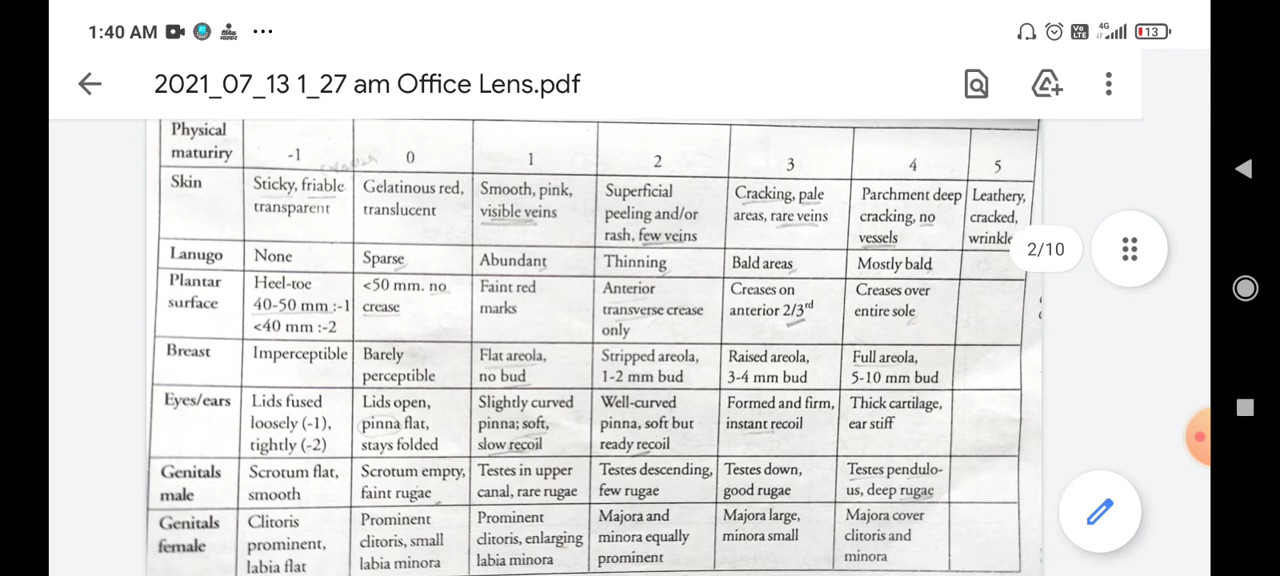 1:40 AM
4G
VoLTE
13
2021_07_13 1_27 am Office Lens.pdf
Physical maturiry -1 0 1 2 3 4 5
Skin Sticky, friable transparent Gelatinous red, translucent Smooth, pink, visible veins Superficial peeling and/or rash, few veins Cracking, pale areas, rare veins Parchment deep cracking, no vessels Leathery, cracked, wrinkle
2/10
Lanugo None Sparse Abundant Thinning Bald areas Mostly bald
Plantar surface Heel-toe 40-50 mm :-1 <40 mm :-2 <50 mm. no crease Faint red marks Anterior transverse crease only Creases on anterior 2/3rd Creases over entire sole
Breast Imperceptible Barely perceptible Flat areola, no bud Stripped areola, 1-2 mm bud Raised areola, 3-4 mm bud Full areola, 5-10 mm bud
Eyes/ears Lids fused loosely (-1), tightly (-2) Lids open, pinna flat, stays folded Slightly curved pinna; soft, slow recoil Well-curved pinna, soft but ready recoil Formed and firm, instant recoil Thick cartilage, ear stiff
Genitals male Scrotum flat, smooth Scrotum empty, faint rugae Testes in upper canal, rare rugae Testes descending, few rugae Testes down, good rugae Testes pendulo-us, deep rugae
Genitals female Clitoris prominent, labia flat Prominent clitoris, small labia minora Prominent clitoris, enlarging labia minora Majora and minora equally prominent Majora large, minora small Majora cover clitoris and minora